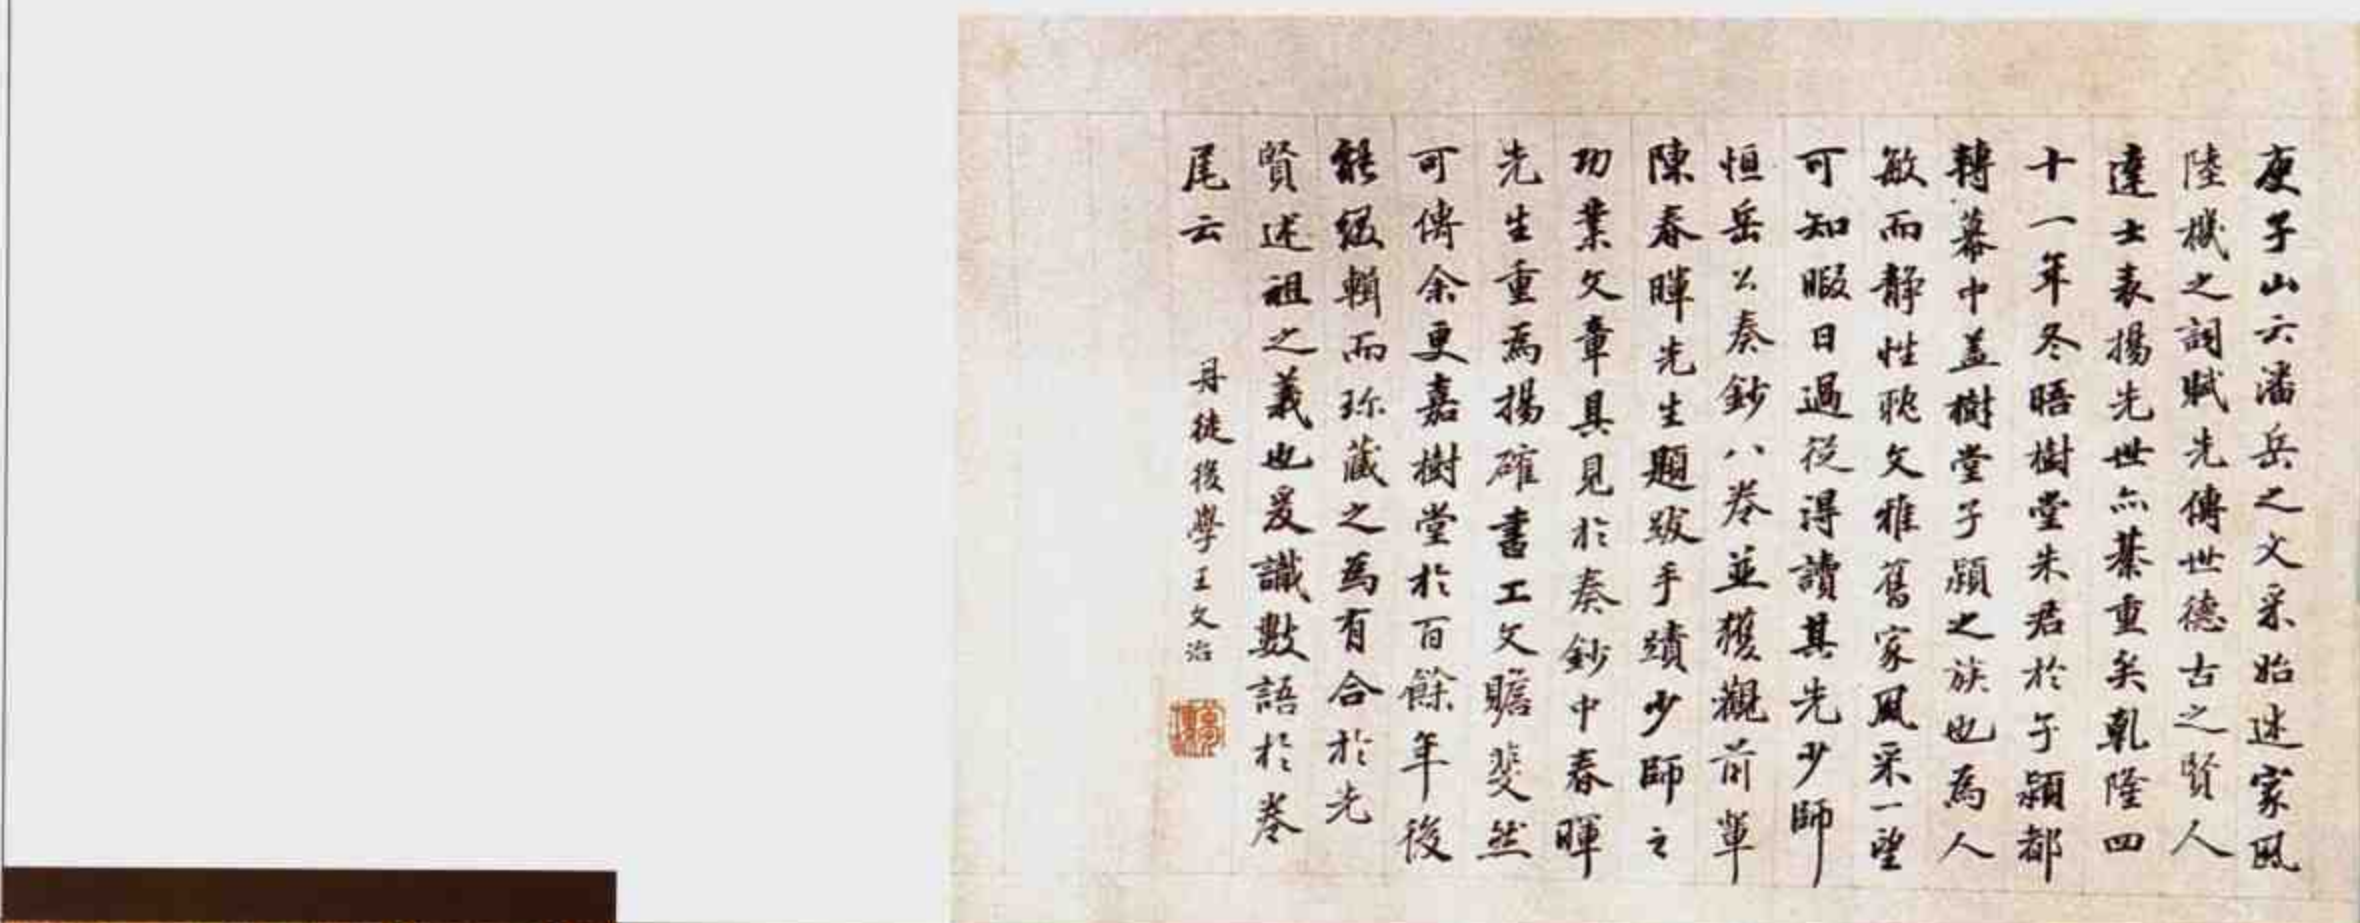 庾子山云潘岳之文采始述家風
陸機之詞賦先傳世德古之賢人
達士表揚先世亦綦重矣乾隆四
十一年冬晤樹堂朱君於子潁都
轉幕中蓋樹堂子潁之族也為人
敏而靜性耽文雅舊家風采一望
可知暇日過從得讀其先少師
恒岳公奏鈔八卷並獲觀前輩
陳春暉先生題跋手蹟少師之
功業文章具見於奏鈔中春暉
先生重為揚確書工文贍斐然
可傳余更嘉樹堂於百餘年後
能綴輯而珎藏之為有合於先
賢述祖之義也爰識數語於卷
尾云
丹徒後學王文治